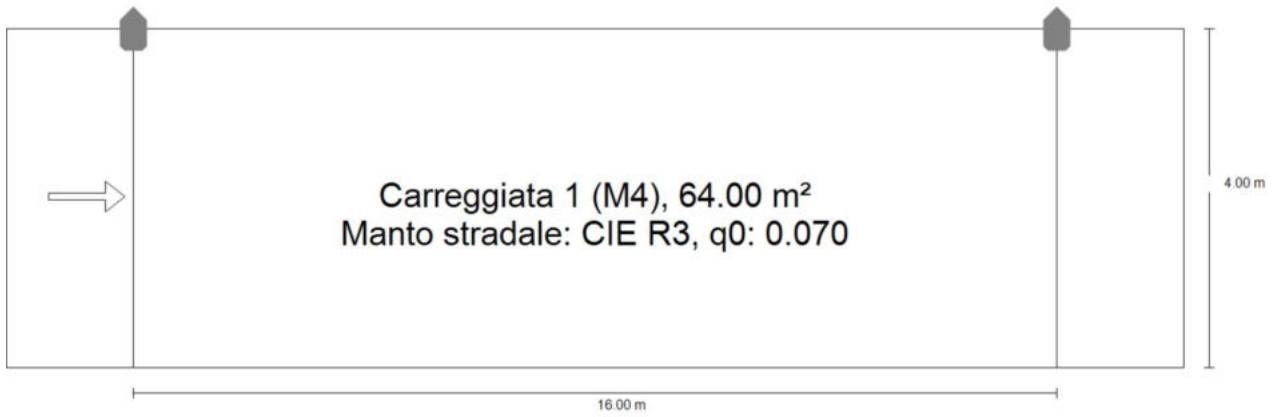 Carreggiata 1 (M4), 64.00 m²
Manto stradale: CIE R3, q0: 0.070
4.00 m
16.00 m